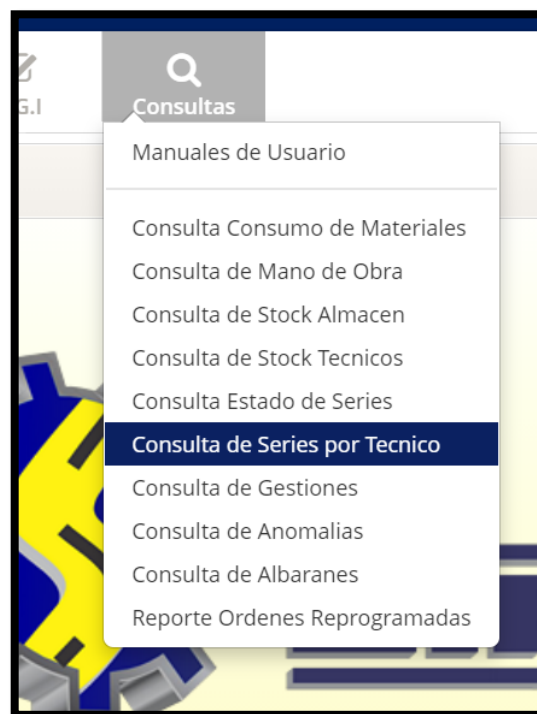 G.I
Consultas
Manuales de Usuario
Consulta Consumo de Materiales
Consulta de Mano de Obra
Consulta de Stock Almacen
Consulta de Stock Tecnicos
Consulta Estado de Series
Consulta de Series por Tecnico
Consulta de Gestiones
Consulta de Anomalias
Consulta de Albaranes
Reporte Ordenes Reprogramadas